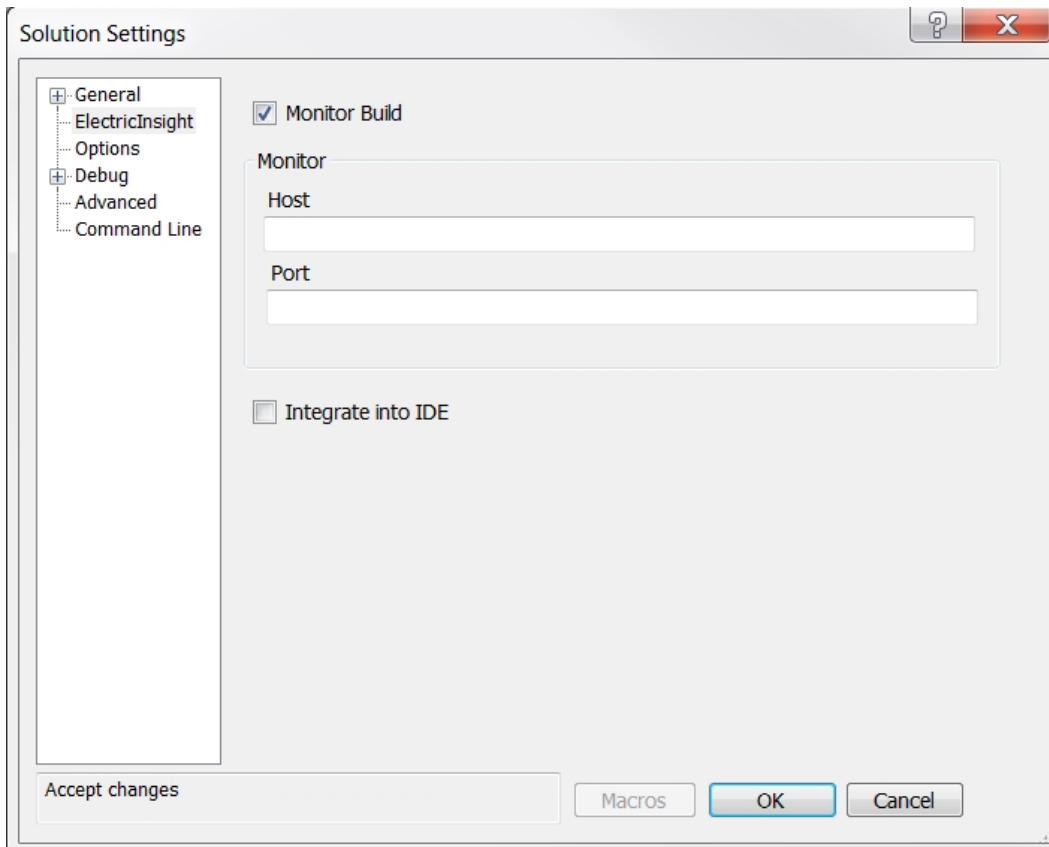 Solution Settings
General
ElectricInsight
Options
Debug
Advanced
Command Line
Monitor Build
Monitor
Host
Port
Integrate into IDE
Accept changes
Macros
OK
Cancel